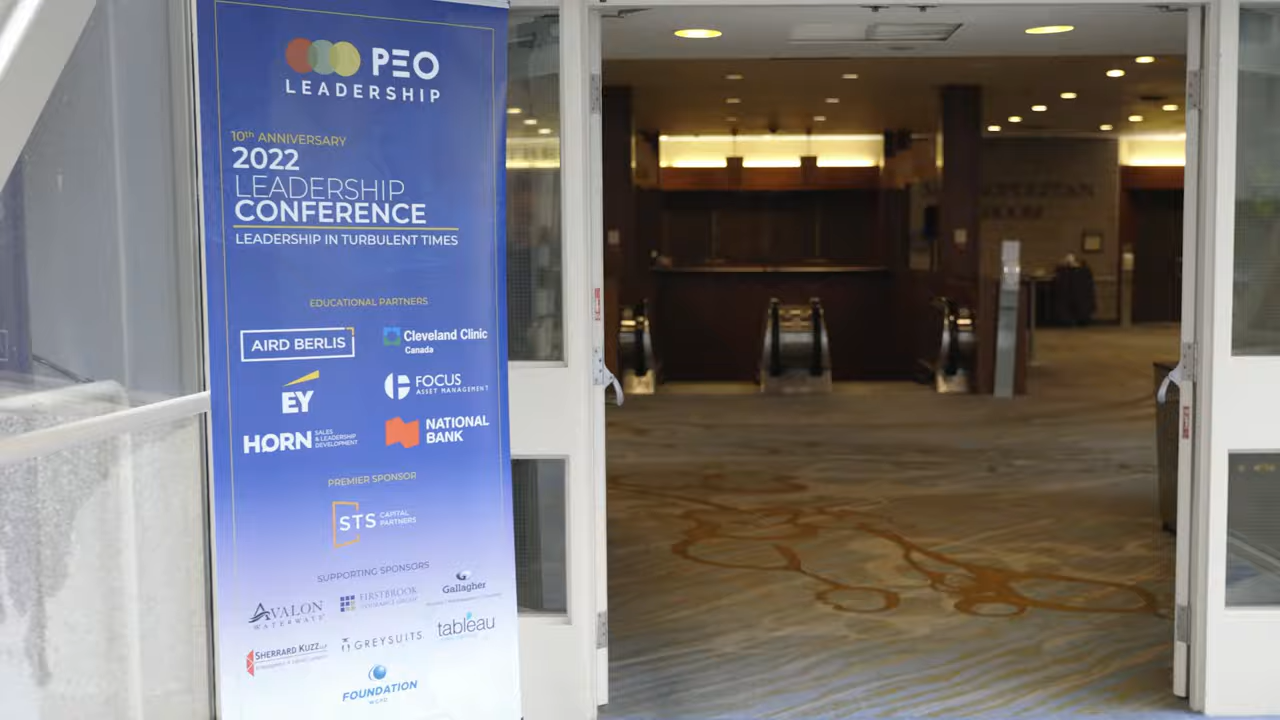 PEO
LEADERSHIP
10th ANNIVERSARY
2022
LEADERSHIP
CONFERENCE
LEADERSHIP IN TURBULENT TIMES
EDUCATIONAL PARTNERS
AIRD BERLIS
Cleveland Clinic
Canada
EY
FOCUS
ASSET MANAGEMENT
HORN
SALES
& LEADERSHIP
DEVELOPMENT
NATIONAL
BANK
PREMIER SPONSOR
STS
CAPITAL
PARTNERS
SUPPORTING SPONSORS
AVALON
WATERWAYS
FIRSTBROOK
Gallagher
SHERRARD KUZZ LLP
GREYSUITS
tableau
FOUNDATION